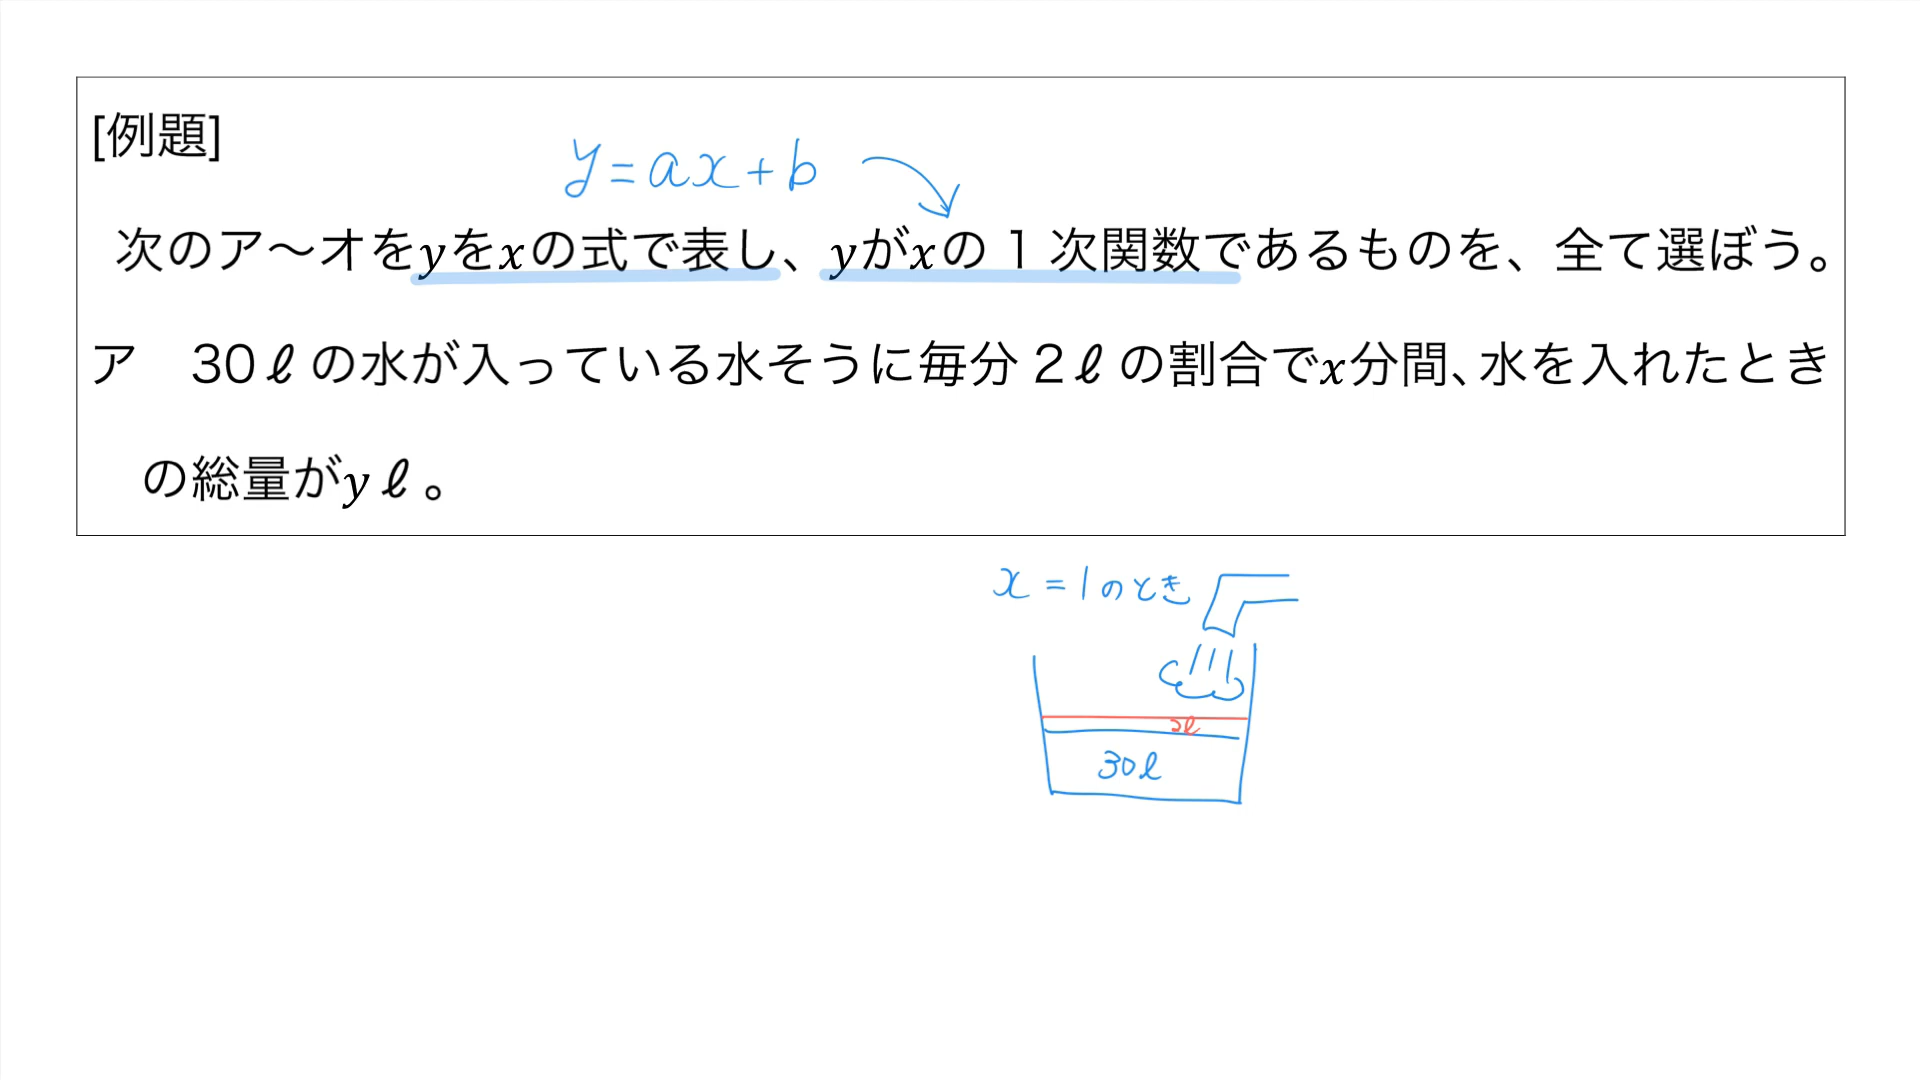 [例題]
y=ax+b
次のア～オをyをxの式で表し、yがxの１次関数であるものを、全て選ぼう。
ア　30ℓの水が入っている水そうに毎分2ℓの割合でx分間、水を入れたとき
の総量がyℓ。
x=1のとき
2ℓ
30ℓ